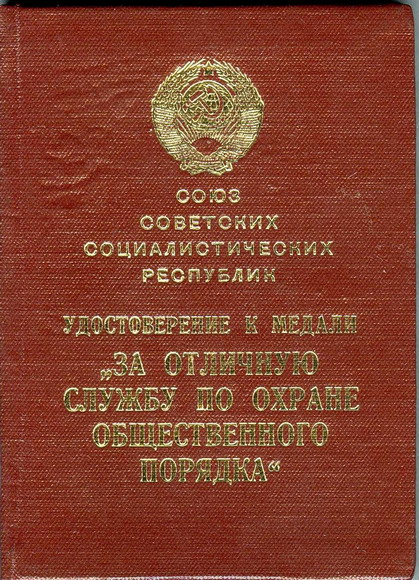 СОЮЗ
СОВЕТСКИХ
СОЦИАЛИСТИЧЕСКИХ
РЕСПУБЛИК
УДОСТОВЕРЕНИЕ К МЕДАЛИ
„ЗА ОТЛИЧНУЮ
СЛУЖБУ ПО ОХРАНЕ
ОБЩЕСТВЕННОГО
ПОРЯДКА“